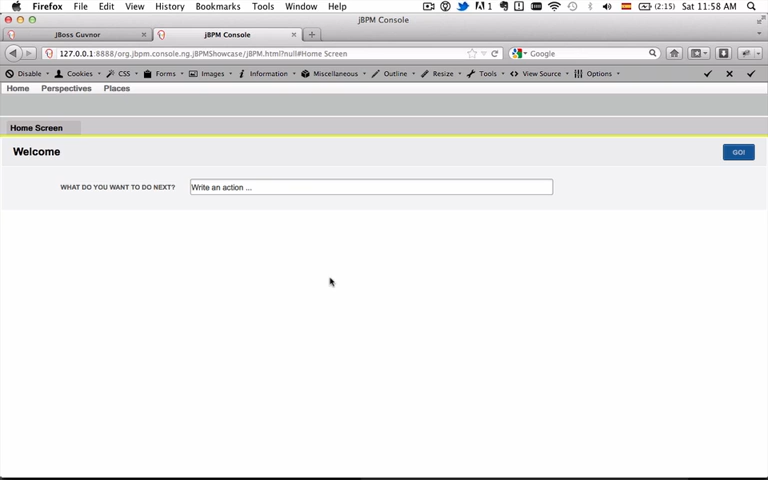 Firefox File Edit View History Bookmarks Tools Window Help 1 (2:15) Sat 11:58 AM
jBPM Console
JBoss Guvnor jBPM Console
127.0.0.1:8888/org.jbpm.console.ng.jBPMShowcase/jBPM.html?null#Home Screen Google
Disable Cookies CSS Forms Images Information Miscellaneous Outline Resize Tools View Source Options
Home Perspectives Places
Home Screen
Welcome GO!
WHAT DO YOU WANT TO DO NEXT? Write an action ...